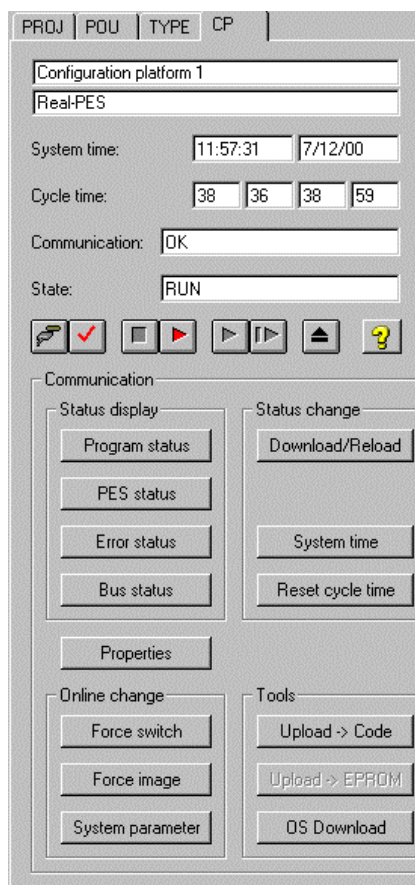 PROJ POU TYPE CP
Configuration platform 1
Real-PES
System time: 11:57:31 7/12/00
Cycle time: 38 36 38 59
Communication: OK
State: RUN
?
Communication
Status display
Program status
PES status
Error status
Bus status
Status change
Download/Reload
System time
Reset cycle time
Properties
Online change
Force switch
Force image
System parameter
Tools
Upload -> Code
Upload -> EPROM
OS Download